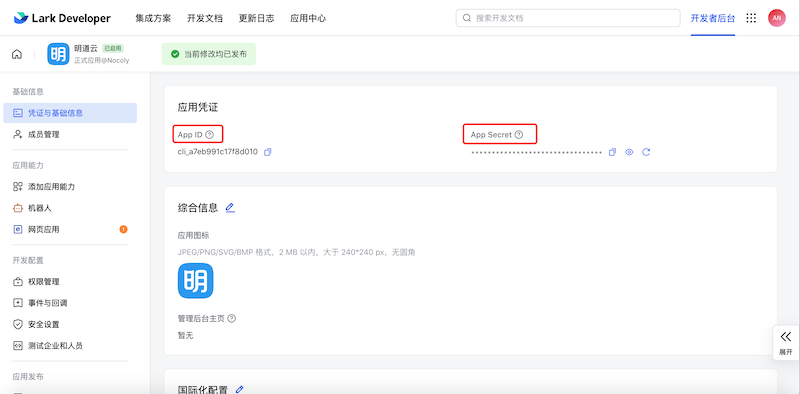 Lark Developer 集成方案 开发文档 更新日志 应用中心 搜索开发文档 开发者后台 AN
明 明道云 已启用
正式应用@Nocoly
当前修改均已发布
基础信息
凭证与基础信息
成员管理
应用能力
添加应用能力
机器人
网页应用
开发配置
权限管理
事件与回调
安全设置
测试企业和人员
应用发布
应用凭证
App ID
App Secret
cli_a7eb991c17f8d010
••••••••••••••••••••••••••••••••
综合信息
应用图标
JPEG/PNG/SVG/BMP 格式，2 MB 以内，大于 240*240 px，无圆角
明
管理后台主页
暂无
国际化配置
展开